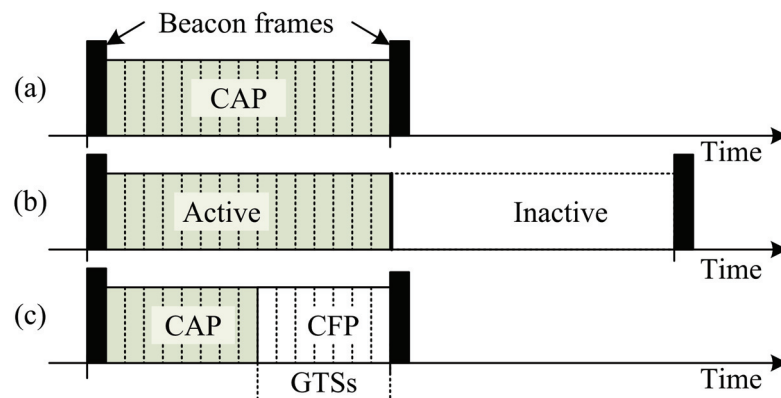 Beacon frames
(a)
CAP
Time
(b)
Active
Inactive
Time
(c)
CAP
CFP
Time
GTSs